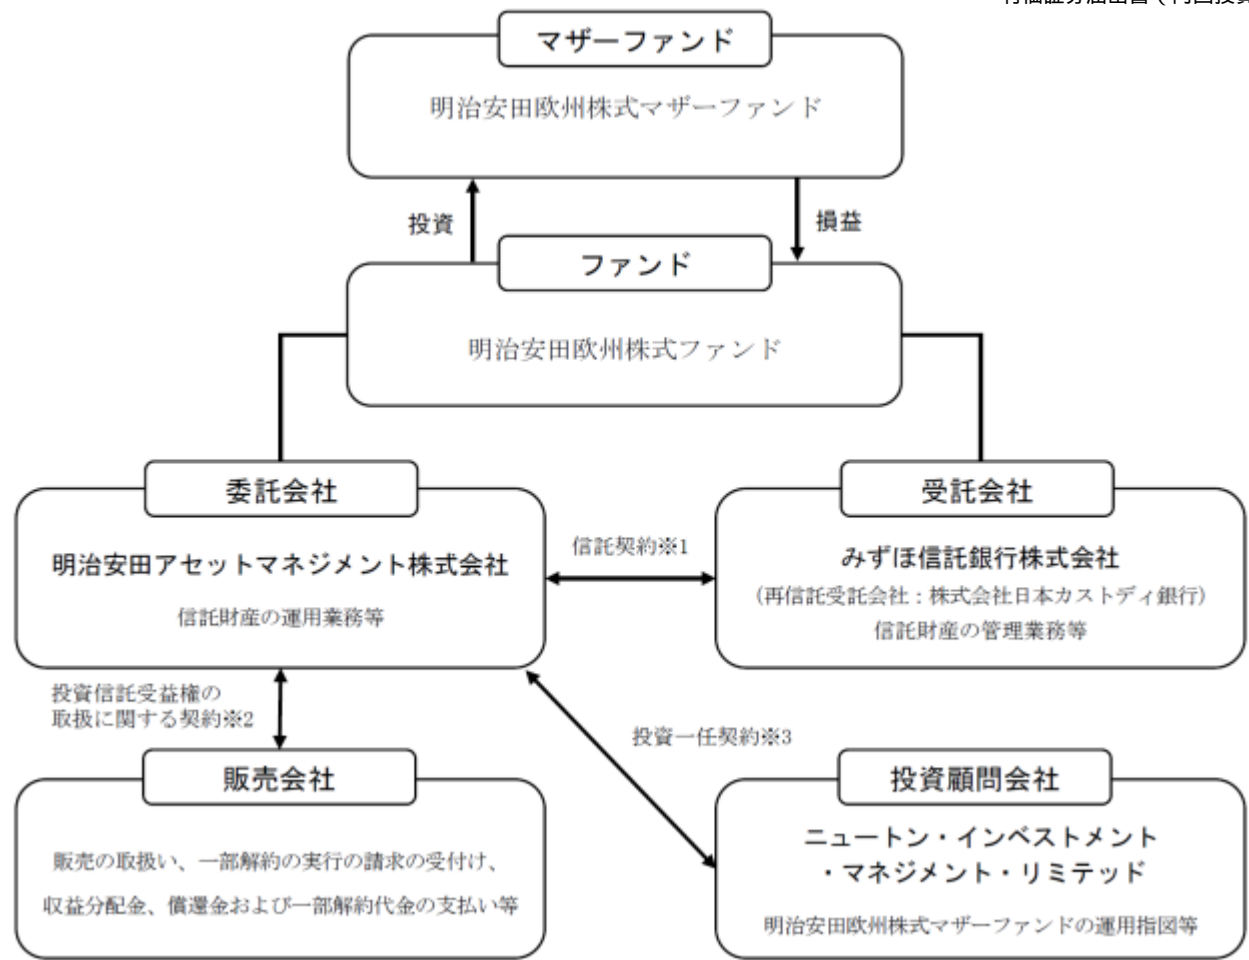 マザーファンド
明治安田欧州株式マザーファンド
投資
損益
ファンド
明治安田欧州株式ファンド
委託会社
明治安田アセットマネジメント株式会社
信託財産の運用業務等
信託契約※1
受託会社
みずほ信託銀行株式会社
(再信託受託会社：株式会社日本カストディ銀行)
信託財産の管理業務等
投資信託受益権の
取扱に関する契約※2
投資一任契約※3
販売会社
販売の取扱い、一部解約の実行の請求の受付け、
収益分配金、償還金および一部解約代金の支払い等
投資顧問会社
ニュートン・インベストメント
・マネジメント・リミテッド
明治安田欧州株式マザーファンドの運用指図等